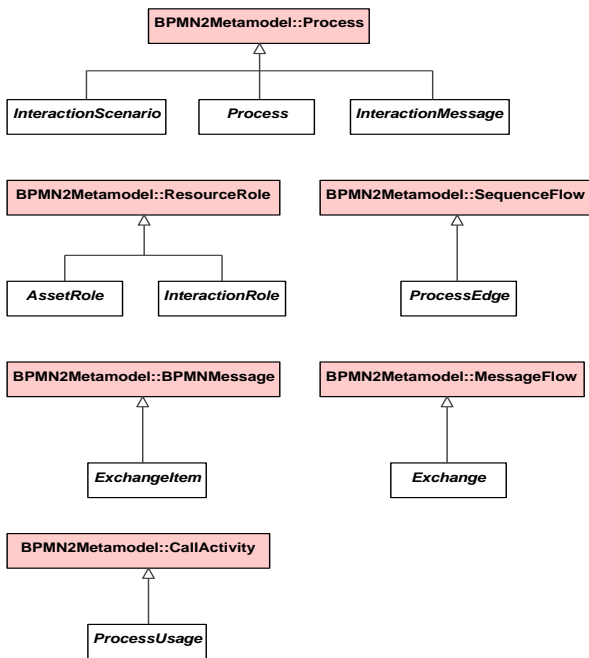 BPMN2Metamodel::Process
InteractionScenario Process InteractionMessage
BPMN2Metamodel::ResourceRole BPMN2Metamodel::SequenceFlow
AssetRole InteractionRole ProcessEdge
BPMN2Metamodel::BPMNMessage BPMN2Metamodel::MessageFlow
ExchangeItem Exchange
BPMN2Metamodel::CallActivity
ProcessUsage